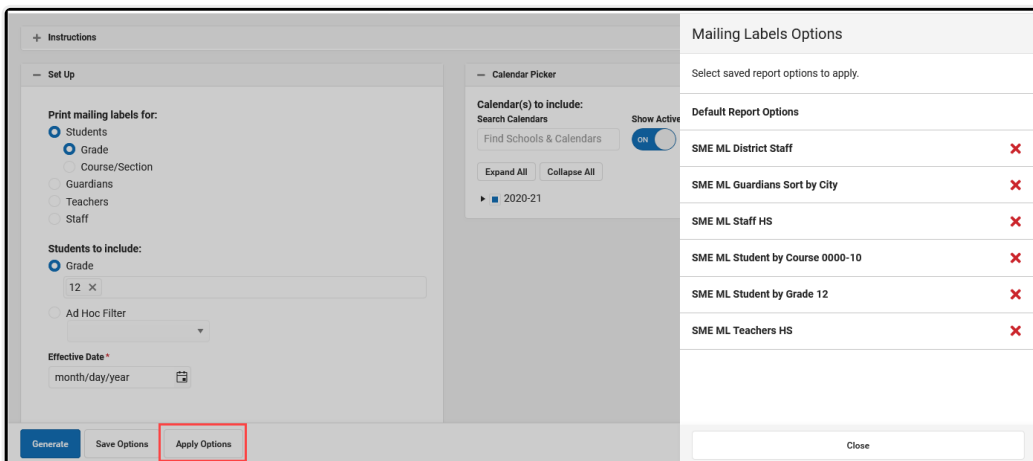 Instructions
Set Up
Print mailing labels for:
Students
Grade
Course/Section
Guardians
Teachers
Staff
Students to include:
Grade
12
Ad Hoc Filter
Effective Date*
month/day/year
Calendar Picker
Calendar(s) to include:
Search Calendars
Show Active
Find Schools & Calendars
ON
Expand All Collapse All
2020-21
Generate Save Options Apply Options
Mailing Labels Options
Select saved report options to apply.
Default Report Options
SME ML District Staff
SME ML Guardians Sort by City
SME ML Staff HS
SME ML Student by Course 0000-10
SME ML Student by Grade 12
SME ML Teachers HS
Close